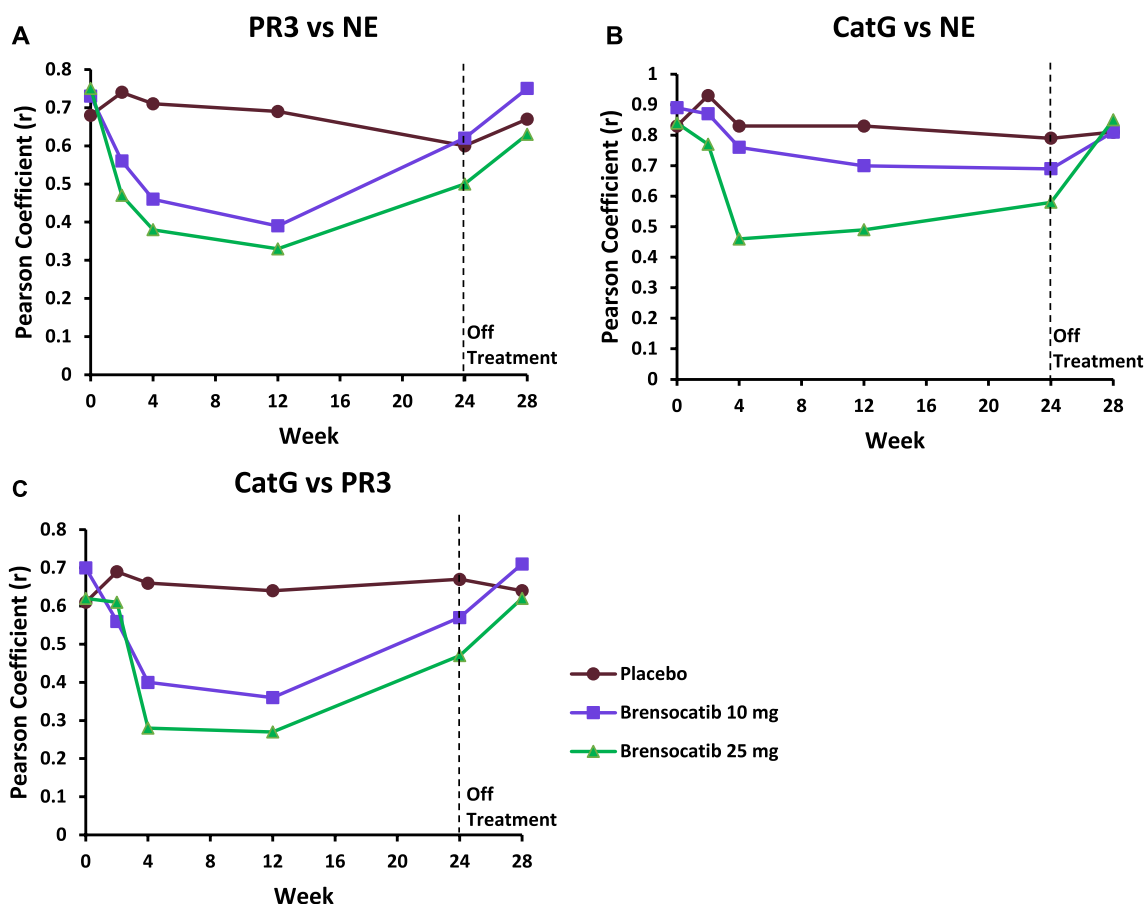 A
PR3 vs NE
Pearson Coefficient (r)
0.8
0.7
0.6
0.5
0.4
0.3
0.2
0.1
0
0 4 8 12 16 20 24 28
Week
Off
Treatment
B
CatG vs NE
Pearson Coefficient (r)
1
0.9
0.8
0.7
0.6
0.5
0.4
0.3
0.2
0.1
0
0 4 8 12 16 20 24 28
Week
Off
Treatment
C
CatG vs PR3
Pearson Coefficient (r)
0.8
0.7
0.6
0.5
0.4
0.3
0.2
0.1
0
0 4 8 12 16 20 24 28
Week
Off
Treatment
Placebo
Brensocatib 10 mg
Brensocatib 25 mg